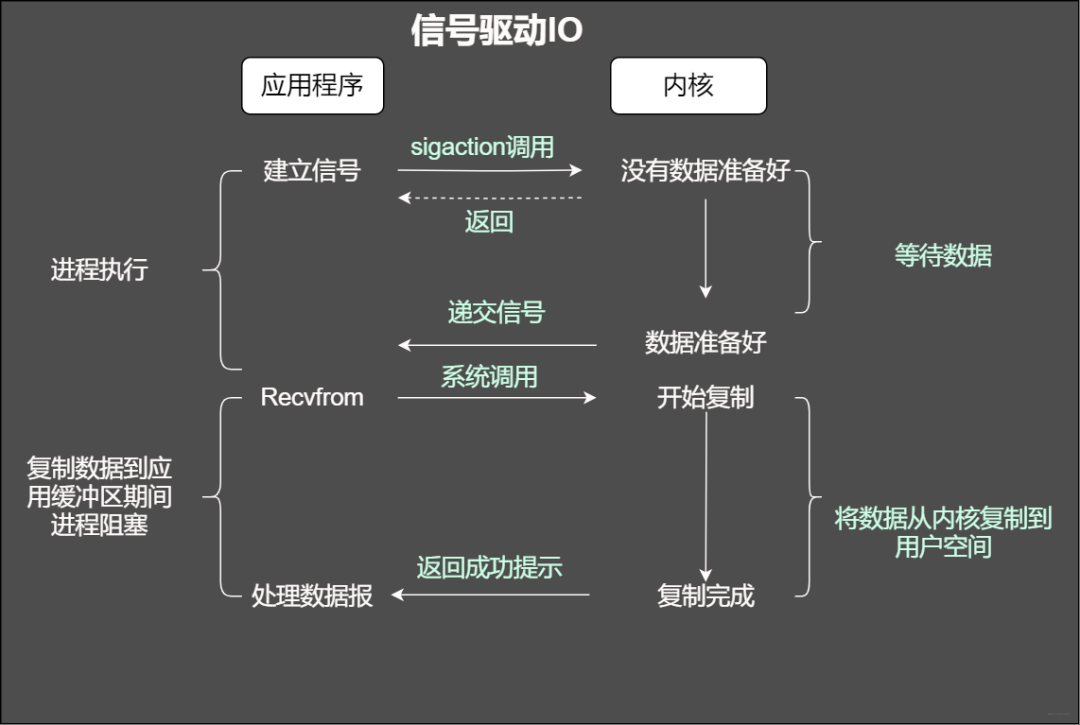 信号驱动IO
应用程序
内核
sigaction调用
建立信号
没有数据准备好
返回
进程执行
等待数据
递交信号
数据准备好
系统调用
Recvfrom
开始复制
复制数据到应
用缓冲区期间
进程阻塞
将数据从内核复制到
用户空间
返回成功提示
处理数据报
复制完成